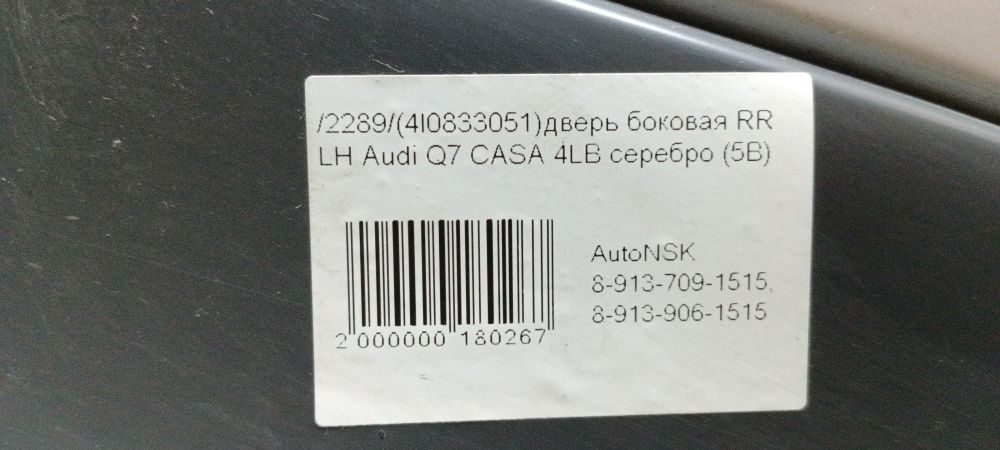 /2289/(4l0833051)дверь боковая RR
LH Audi Q7 CASA 4LB серебро (5B)
AutoNSK
8-913-709-1515,
8-913-906-1515
2 000000 180267